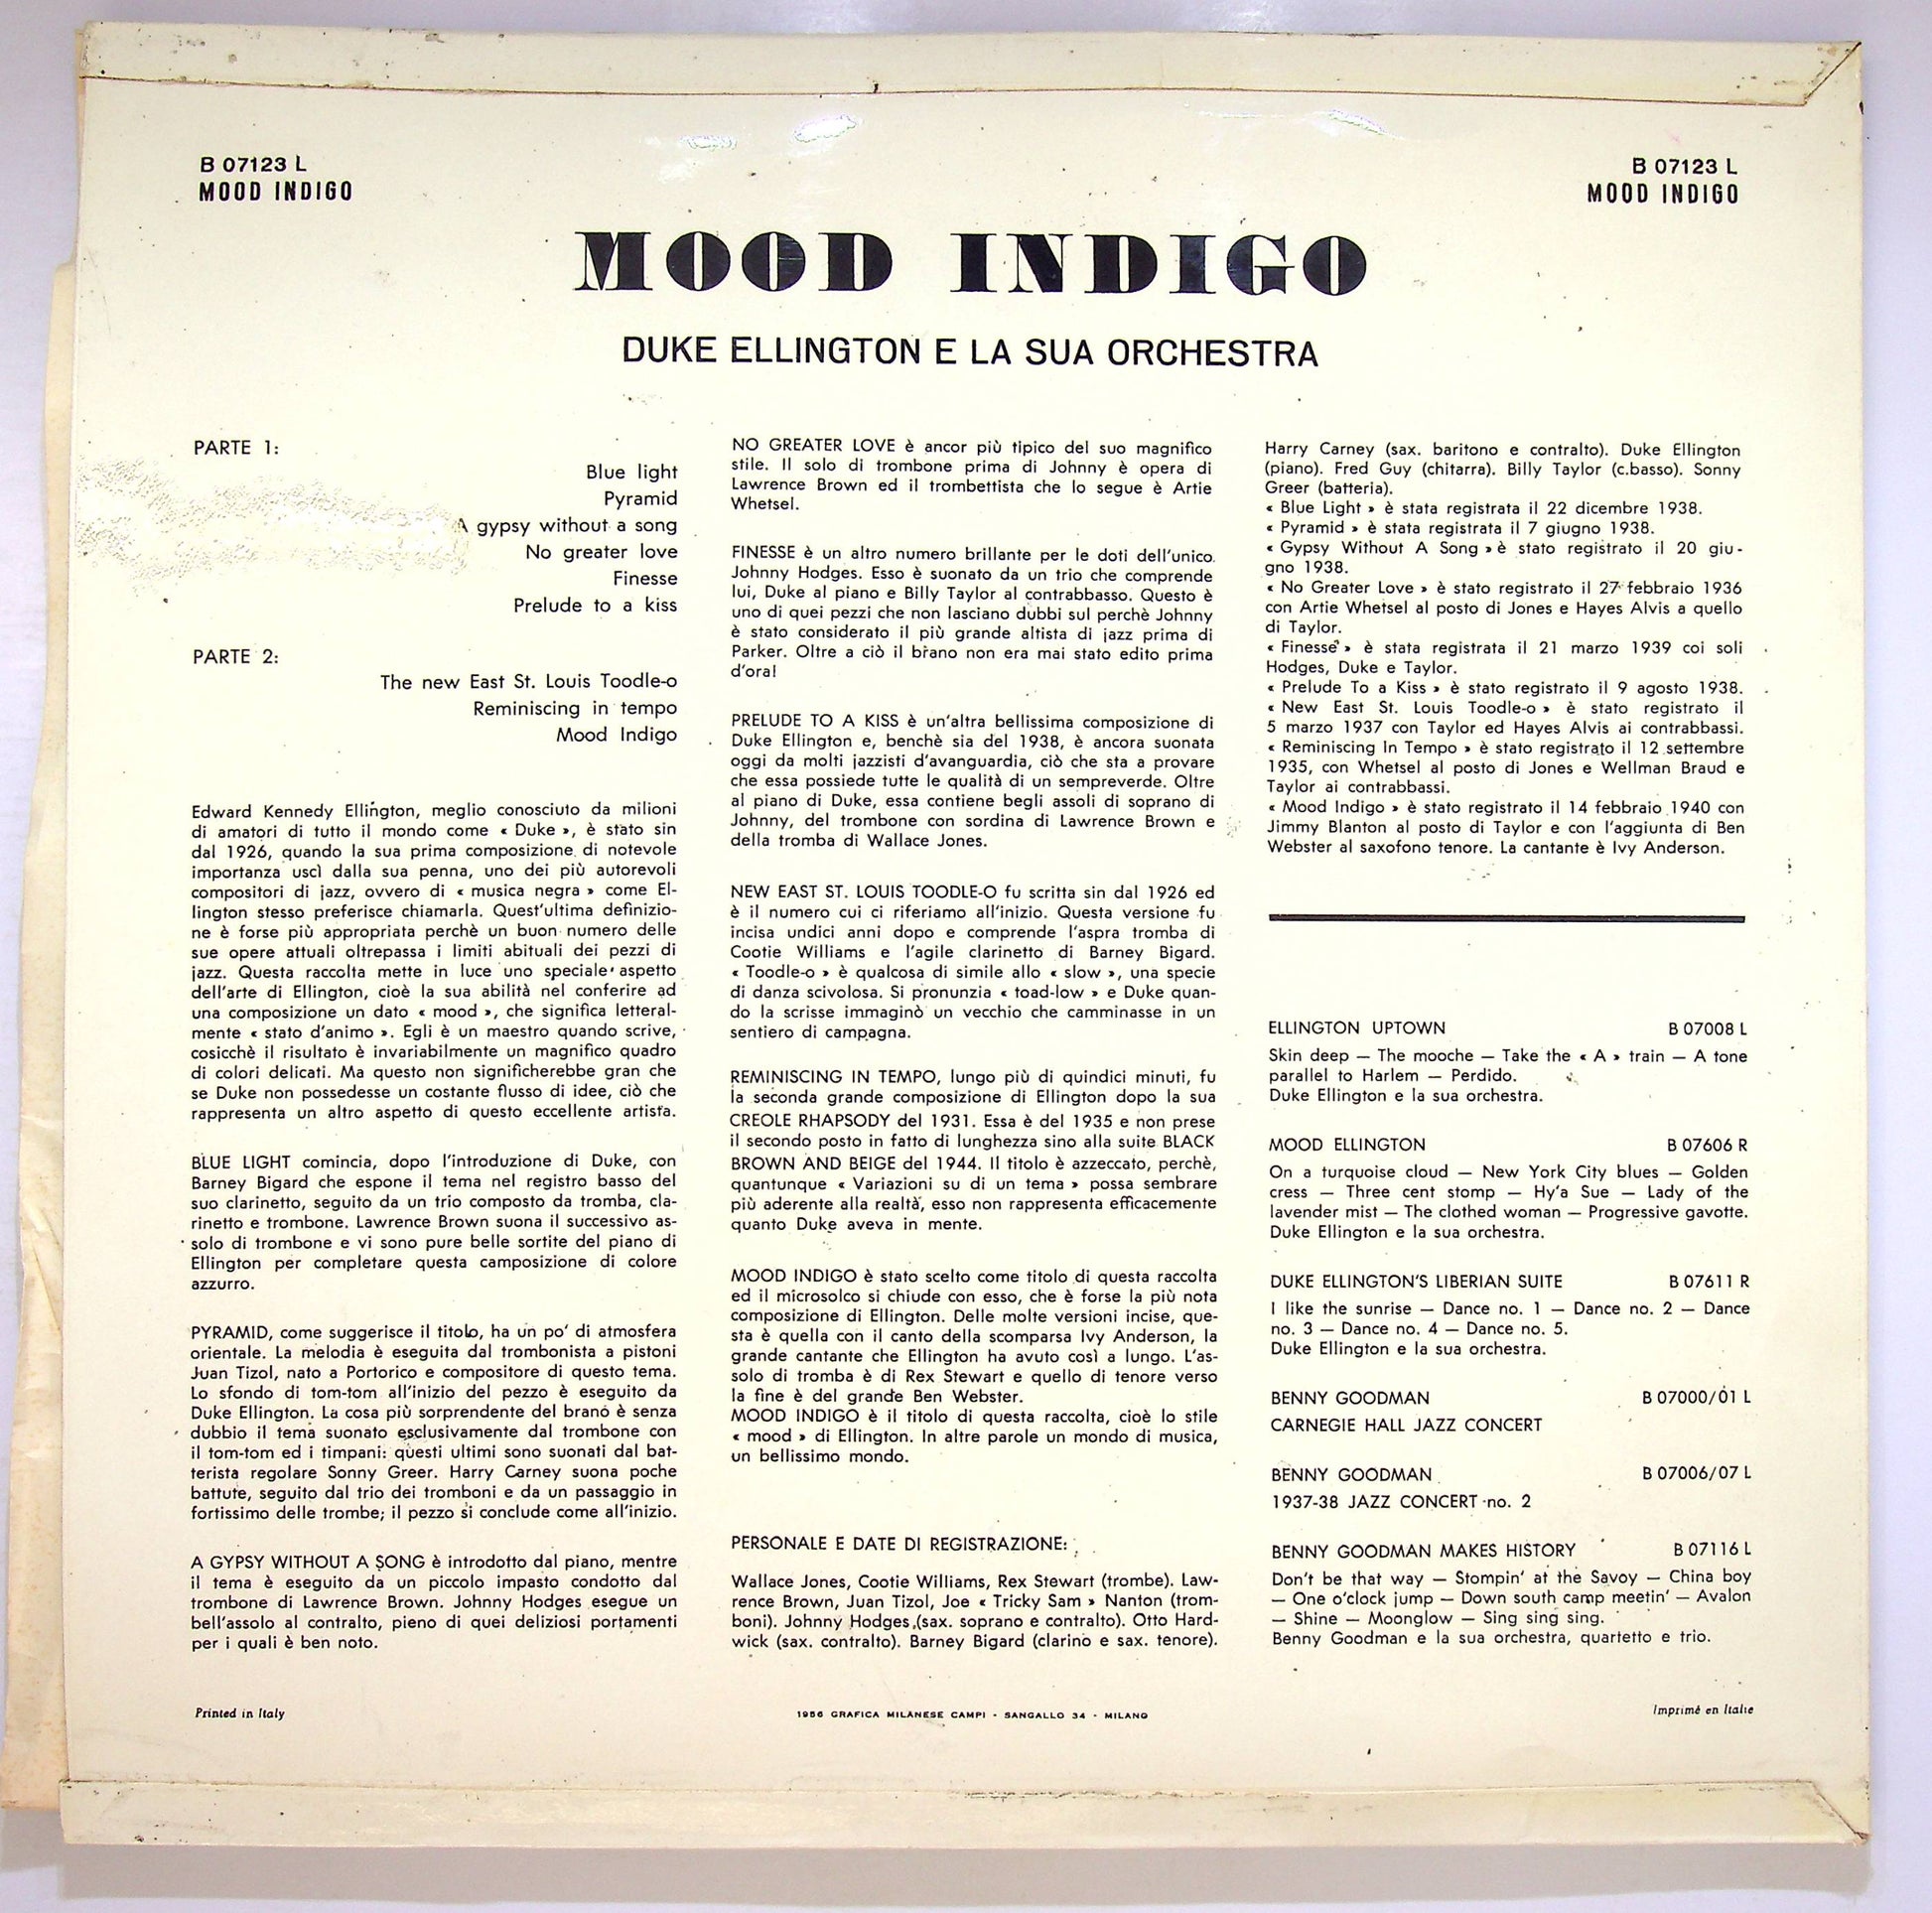 B 07123 L
MOOD INDIGO
B 07123 L
MOOD INDIGO
MOOD INDIGO
DUKE ELLINGTON E LA SUA ORCHESTRA
PARTE 1:
Blue light
Pyramid
A gypsy without a song
No greater love
Finesse
Prelude to a kiss
PARTE 2:
The new East St. Louis Toodle-o
Reminiscing in tempo
Mood Indigo
Edward Kennedy Ellington, meglio conosciuto da milioni
di amatori di tutto il mondo come « Duke », è stato sin
dal 1926, quando la sua prima composizione di notevole
importanza uscì dalla sua penna, uno dei più autorevoli
compositori di jazz, ovvero di « musica negra » come El-
lington stesso preferisce chiamarla. Quest'ultima definizio-
ne è forse più appropriata perchè un buon numero delle
sue opere attuali oltrepassa i limiti abituali dei pezzi di
jazz. Questa raccolta mette in luce uno speciale aspetto
dell'arte di Ellington, cioè la sua abilità nel conferire ad
una composizione un dato « mood », che significa letteral-
mente « stato d'animo ». Egli è un maestro quando scrive,
cosicchè il risultato è invariabilmente un magnifico quadro
di colori delicati. Ma questo non significherebbe gran che
se Duke non possedesse un costante flusso di idee, ciò che
rappresenta un altro aspetto di questo eccellente artista.
BLUE LIGHT comincia, dopo l'introduzione di Duke, con
Barney Bigard che espone il tema nel registro basso del
suo clarinetto, seguito da un trio composto da tromba, cla-
rinetto e trombone. Lawrence Brown suona il successivo as-
solo di trombone e vi sono pure belle sortite del piano di
Ellington per completare questa camposizione di colore
azzurro.
PYRAMID, come suggerisce il titolo, ha un po' di atmosfera
orientale. La melodia è eseguita dal trombonista a pistoni
Juan Tizol, nato a Portorico e compositore di questo tema.
Lo sfondo di tom-tom all'inizio del pezzo è eseguito da
Duke Ellington. La cosa più sorprendente del brano è senza
dubbio il tema suonato esclusivamente dal trombone con
il tom-tom ed i timpani: questi ultimi sono suonati dal bat-
terista regolare Sonny Greer. Harry Carney suona poche
battute, seguito dal trio dei tromboni e da un passaggio in
fortissimo delle trombe; il pezzo si conclude come all'inizio.
A GYPSY WITHOUT A SONG è introdotto dal piano, mentre
il tema è eseguito da un piccolo impasto condotto dal
trombone di Lawrence Brown. Johnny Hodges esegue un
bell'assolo al contralto, pieno di quei deliziosi portamenti
per i quali è ben noto.
NO GREATER LOVE è ancor più tipico del suo magnifico
stile. Il solo di trombone prima di Johnny è opera di
Lawrence Brown ed il trombettista che lo segue è Artie
Whetsel.
FINESSE è un altro numero brillante per le doti dell'unico
Johnny Hodges. Esso è suonato da un trio che comprende
lui, Duke al piano e Billy Taylor al contrabbasso. Questo è
uno di quei pezzi che non lasciano dubbi sul perchè Johnny
è stato considerato il più grande altista di jazz prima di
Parker. Oltre a ciò il brano non era mai stato edito prima
d'ora!
PRELUDE TO A KISS è un'altra bellissima composizione di
Duke Ellington e, benchè sia del 1938, è ancora suonata
oggi da molti jazzisti d'avanguardia, ciò che sta a provare
che essa possiede tutte le qualità di un sempreverde. Oltre
al piano di Duke, essa contiene begli assoli di soprano di
Johnny, del trombone con sordina di Lawrence Brown e
della tromba di Wallace Jones.
NEW EAST ST. LOUIS TOODLE-O fu scritta sin dal 1926 ed
è il numero cui ci riferiamo all'inizio. Questa versione fu
incisa undici anni dopo e comprende l'aspra tromba di
Cootie Williams e l'agile clarinetto di Barney Bigard.
« Toodle-o » è qualcosa di simile allo « slow », una specie
di danza scivolosa. Si pronunzia « toad-low » e Duke quan-
do la scrisse immaginò un vecchio che camminasse in un
sentiero di campagna.
REMINISCING IN TEMPO, lungo più di quindici minuti, fu
la seconda grande composizione di Ellington dopo la sua
CREOLE RHAPSODY del 1931. Essa è del 1935 e non prese
il secondo posto in fatto di lunghezza sino alla suite BLACK
BROWN AND BEIGE del 1944. Il titolo è azzeccato, perchè,
quantunque « Variazioni su di un tema » possa sembrare
più aderente alla realtà, esso non rappresenta efficacemente
quanto Duke aveva in mente.
MOOD INDIGO è stato scelto come titolo di questa raccolta
ed il microsolco si chiude con esso, che è forse la più nota
composizione di Ellington. Delle molte versioni incise, que-
sta è quella con il canto della scomparsa Ivy Anderson, la
grande cantante che Ellington ha avuto così a lungo. L'as-
solo di tromba è di Rex Stewart e quello di tenore verso
la fine è del grande Ben Webster.
MOOD INDIGO è il titolo di questa raccolta, cioè lo stile
« mood » di Ellington. In altre parole un mondo di musica,
un bellissimo mondo.
PERSONALE E DATE DI REGISTRAZIONE:
Wallace Jones, Cootie Williams, Rex Stewart (trombe). Law-
rence Brown, Juan Tizol, Joe « Tricky Sam » Nanton (trom-
boni). Johnny Hodges (sax. soprano e contralto). Otto Hard-
wick (sax. contralto). Barney Bigard (clarino e sax. tenore).
Harry Carney (sax. baritono e contralto). Duke Ellington
(piano). Fred Guy (chitarra). Billy Taylor (c.basso). Sonny
Greer (batteria).
« Blue Light » è stata registrata il 22 dicembre 1938.
« Pyramid » è stata registrata il 7 giugno 1938.
« Gypsy Without A Song » è stato registrato il 20 giu-
gno 1938.
« No Greater Love » è stato registrato il 27 febbraio 1936
con Artie Whetsel al posto di Jones e Hayes Alvis a quello
di Taylor.
« Finesse » è stata registrata il 21 marzo 1939 coi soli
Hodges, Duke e Taylor.
« Prelude To a Kiss » è stato registrato il 9 agosto 1938.
« New East St. Louis Toodle-o » è stato registrato il
5 marzo 1937 con Taylor ed Hayes Alvis ai contrabbassi.
« Reminiscing In Tempo » è stato registrato il 12 settembre
1935, con Whetsel al posto di Jones e Wellman Braud e
Taylor ai contrabbassi.
« Mood Indigo » è stato registrato il 14 febbraio 1940 con
Jimmy Blanton al posto di Taylor e con l'aggiunta di Ben
Webster al saxofono tenore. La cantante è Ivy Anderson.
ELLINGTON UPTOWN B 07008 L
Skin deep — The mooche — Take the « A » train — A tone
parallel to Harlem — Perdido.
Duke Ellington e la sua orchestra.
MOOD ELLINGTON B 07606 R
On a turquoise cloud — New York City blues — Golden
cress — Three cent stomp — Hy'a Sue — Lady of the
lavender mist — The clothed woman — Progressive gavotte.
Duke Ellington e la sua orchestra.
DUKE ELLINGTON'S LIBERIAN SUITE B 07611 R
I like the sunrise — Dance no. 1 — Dance no. 2 — Dance
no. 3 — Dance no. 4 — Dance no. 5.
Duke Ellington e la sua orchestra.
BENNY GOODMAN B 07000/01 L
CARNEGIE HALL JAZZ CONCERT
BENNY GOODMAN B 07006/07 L
1937-38 JAZZ CONCERT no. 2
BENNY GOODMAN MAKES HISTORY B 07116 L
Don't be that way — Stompin' at the Savoy — China boy
— One o'clock jump — Down south camp meetin' — Avalon
— Shine — Moonglow — Sing sing sing.
Benny Goodman e la sua orchestra, quartetto e trio.
Printed in Italy
1956 GRAFICA MILANESE CAMPI - SANGALLO 34 - MILANO
Imprimé en Italie